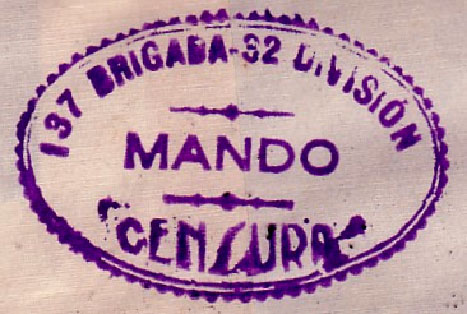 137 BRIGADA-32 DIVISIÓN
MANDO
CENSURA